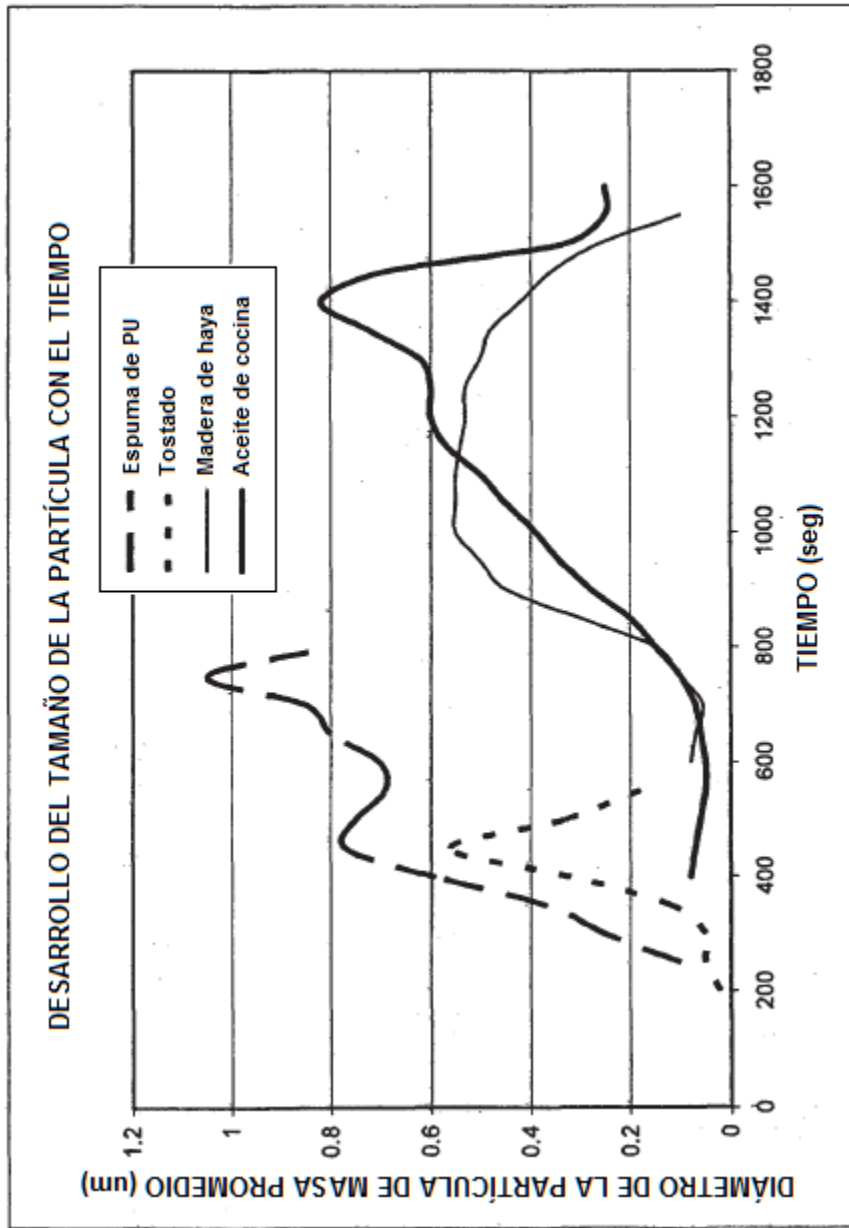 DESARROLLO DEL TAMAÑO DE LA PARTÍCULA CON EL TIEMPO
Espuma de PU
Tostado
Madera de haya
Aceite de cocina
DIÁMETRO DE LA PARTÍCULA DE MASA PROMEDIO (um)
1.2
1
0.8
0.6
0.4
0.2
0
0
200
400
600
800
1000
1200
1400
1600
1800
TIEMPO (seg)